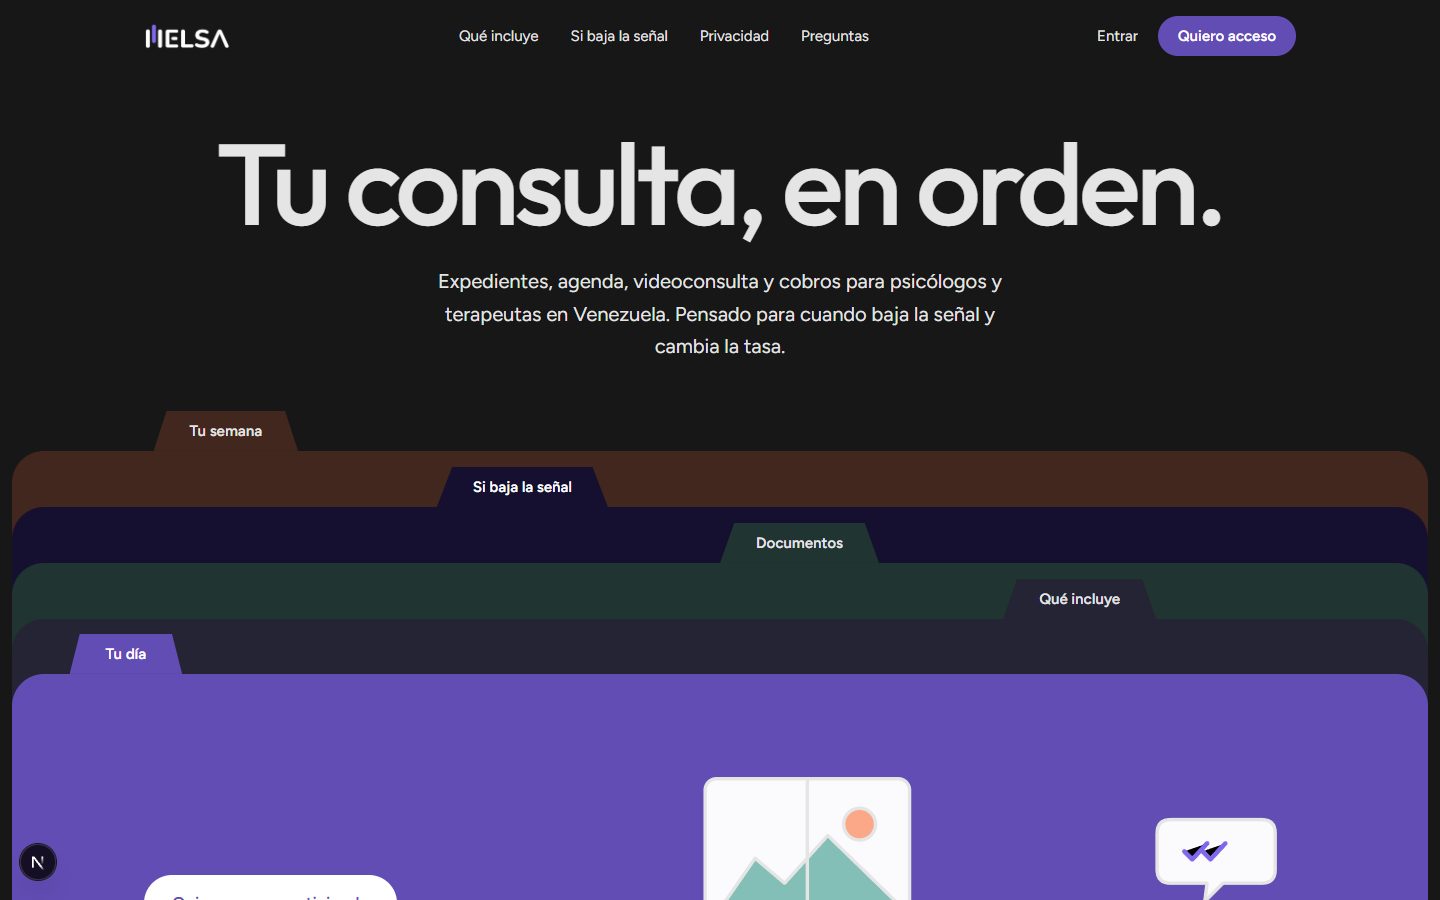 MELSA
Qué incluye
Si baja la señal
Privacidad
Preguntas
Entrar
Quiero acceso
Tu consulta, en orden.
Expedientes, agenda, videoconsulta y cobros para psicólogos y
terapeutas en Venezuela. Pensado para cuando baja la señal y
cambia la tasa.
Tu semana
Si baja la señal
Documentos
Qué incluye
Tu día
N